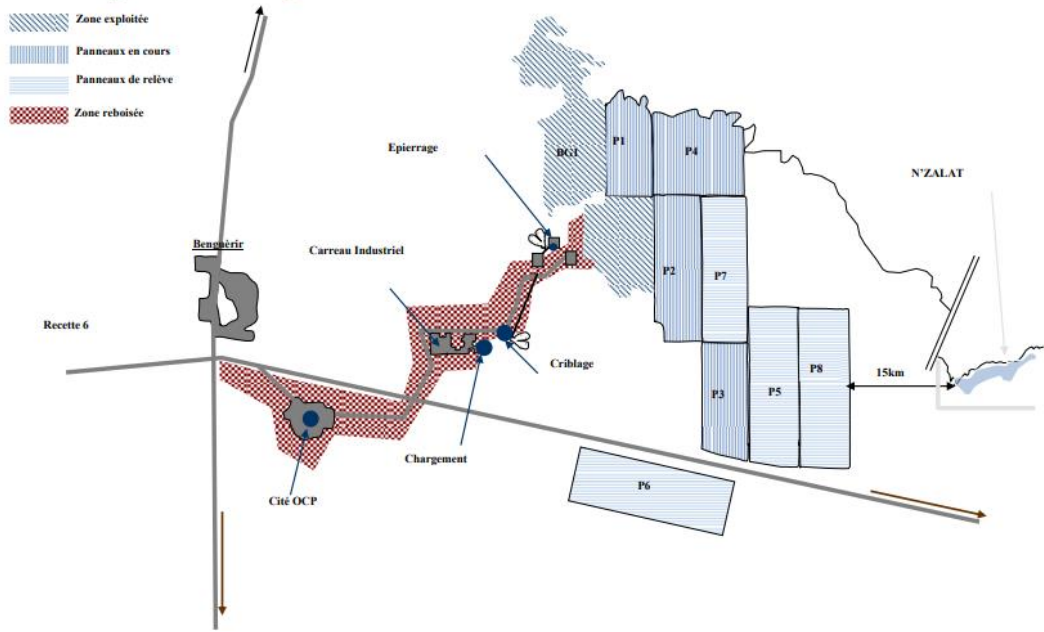 Zone exploitée
Panneaux en cours
Panneaux de relève
Zone reboisée
Epierrage
BG1
P1
P4
N'ZALAT
Benguèrir
Carreau Industriel
P2
P7
Recette 6
Criblage
P3
P5
P8
15km
Chargement
P6
Cité OCP